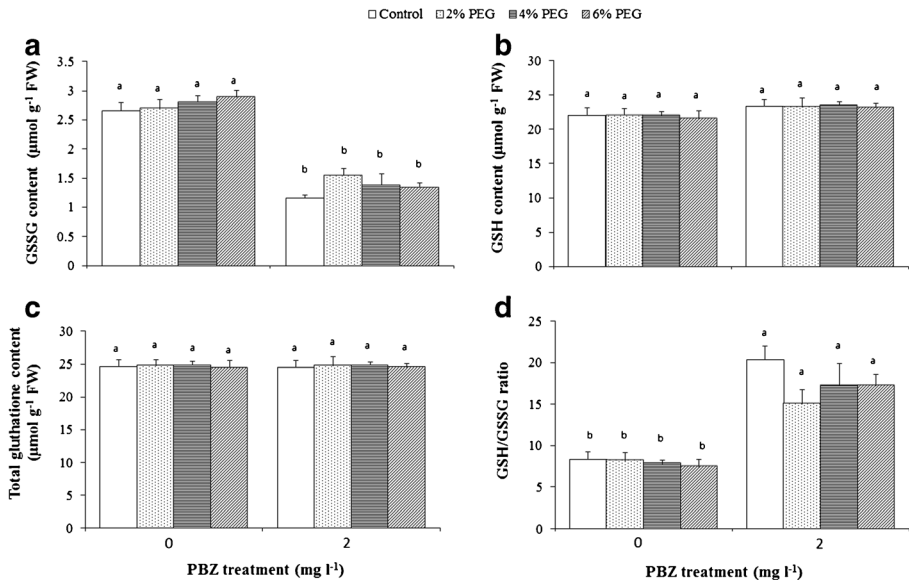 Control 2% PEG 4% PEG 6% PEG
a
GSSG content (µmol g-1 FW)
3.5
3
2.5
2
1.5
1
0.5
0
a a a a
b b b b
b
GSH content (µmol g-1 FW)
30
25
20
15
10
5
0
a a a a
a a a a
c
Total gluthatione content
(µmol g-1 FW)
30
25
20
15
10
5
0
a a a a
a a a a
0 2
PBZ treatment (mg l-1)
d
GSH/GSSG ratio
25
20
15
10
5
0
b b b b
a a a a
0 2
PBZ treatment (mg l-1)